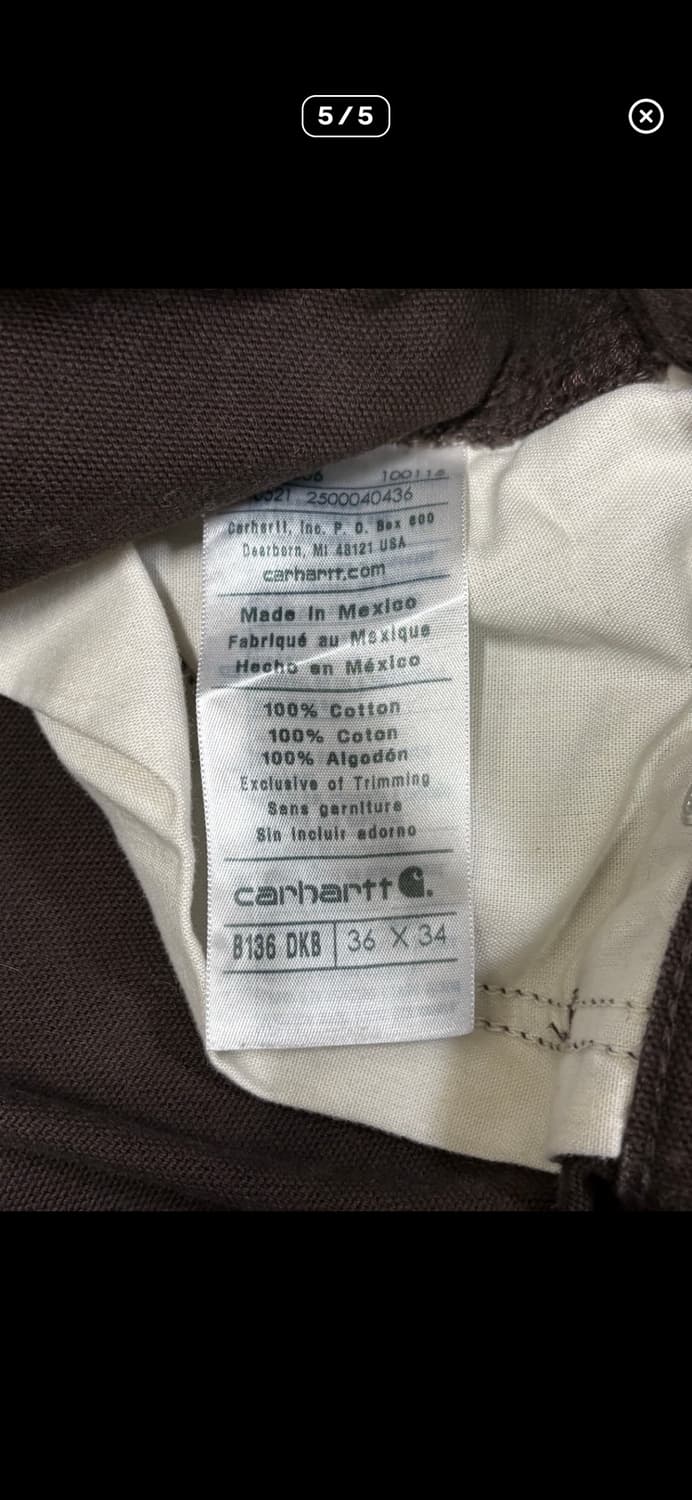 5/5
2500040436
Carhartt, Inc. P. O. Box 600
Dearborn, MI 48121 USA
carhartt.com
Made in Mexico
Fabriqué au Mexique
Hecho en México
100% Cotton
100% Coton
100% Algodón
Exclusive of Trimming
Sans garniture
Sin incluir adorno
carhartt
B136 DKB 36 X 34